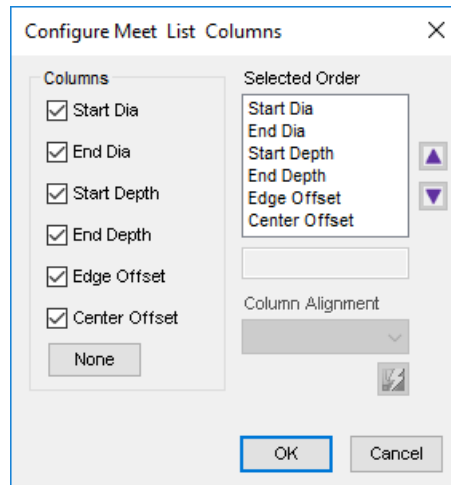 Configure Meet List Columns
Columns
Start Dia
End Dia
Start Depth
End Depth
Edge Offset
Center Offset
None
Selected Order
Start Dia
End Dia
Start Depth
End Depth
Edge Offset
Center Offset
Column Alignment
OK
Cancel